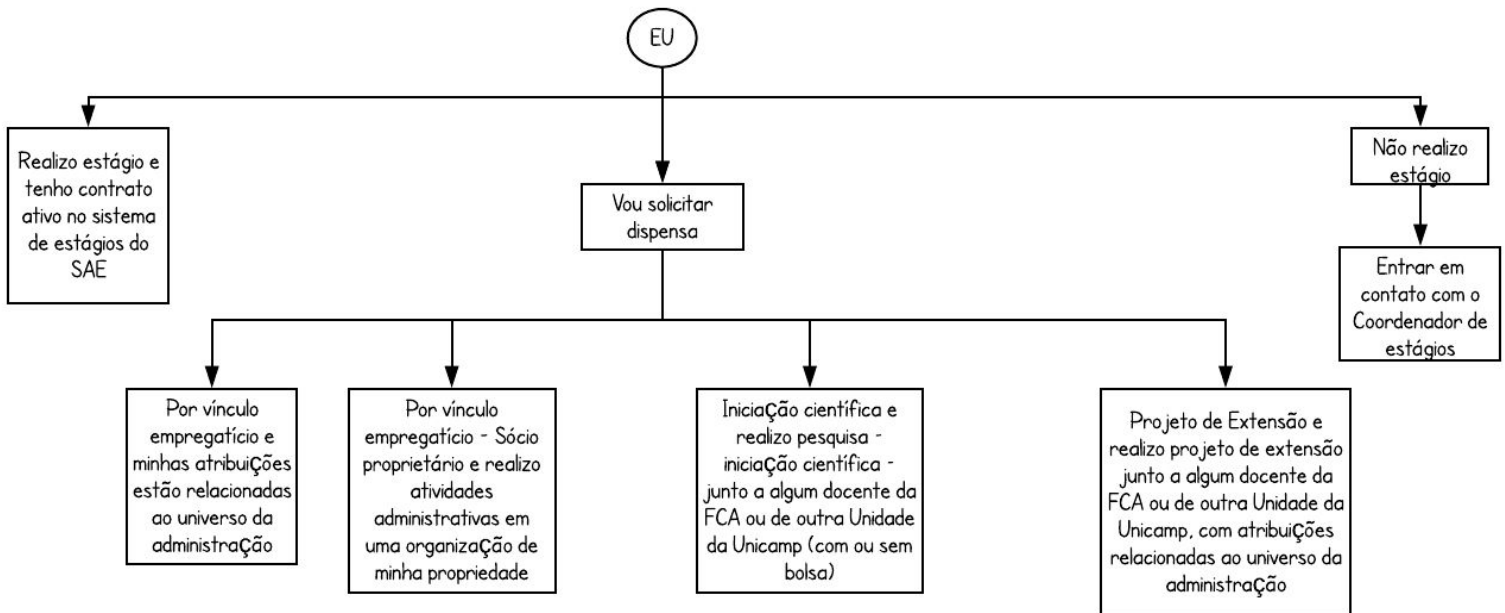 EU
Realizo estágio e
tenho contrato
ativo no sistema
de estágios do
SAE
Vou solicitar
dispensa
Não realizo
estágio
Entrar em
contato com o
Coordenador de
estágios
Por vínculo
empregatício e
minhas atribuições
estão relacionadas
ao universo da
administração
Por vínculo
empregatício - Sócio
proprietário e realizo
atividades
administrativas em
uma organização de
minha propriedade
Iniciação científica e
realizo pesquisa -
iniciação científica -
junto a algum docente da
FCA ou de outra Unidade
da Unicamp (com ou sem
bolsa)
Projeto de Extensão e
realizo projeto de extensão
junto a algum docente da
FCA ou de outra Unidade da
Unicamp, com atribuições
relacionadas ao universo da
administração